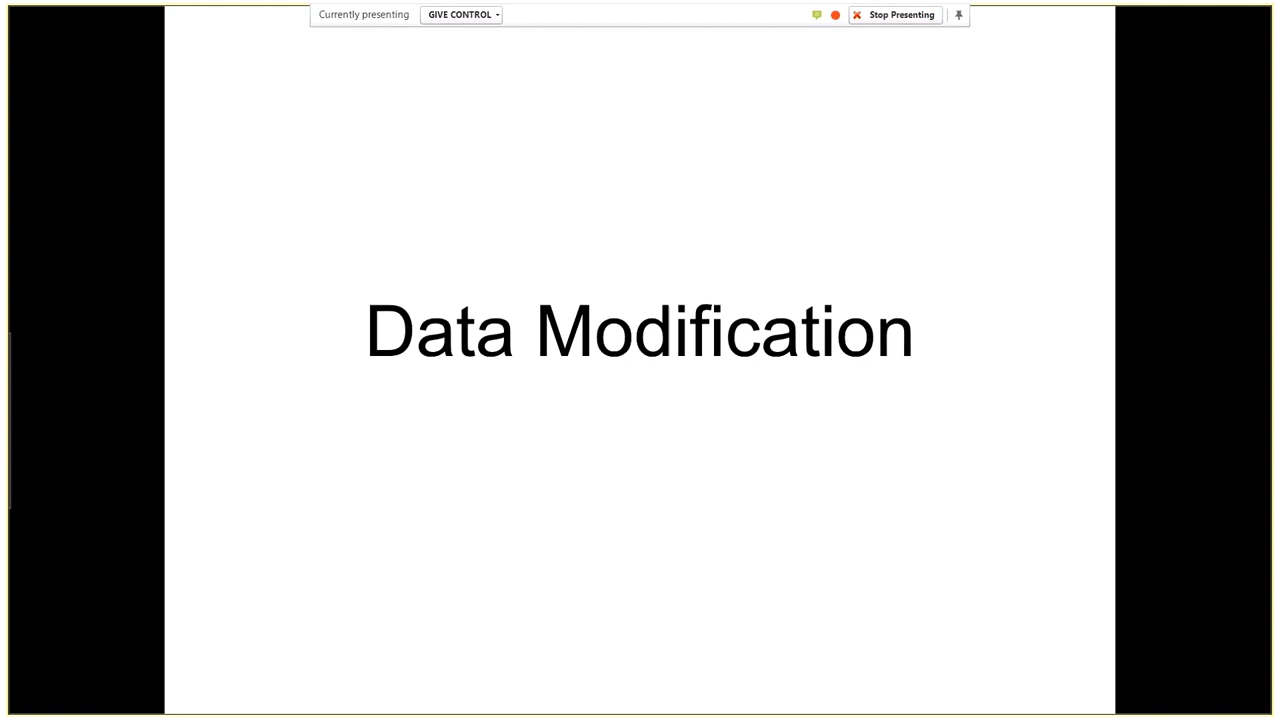 Currently presenting GIVE CONTROL Stop Presenting
Data Modification